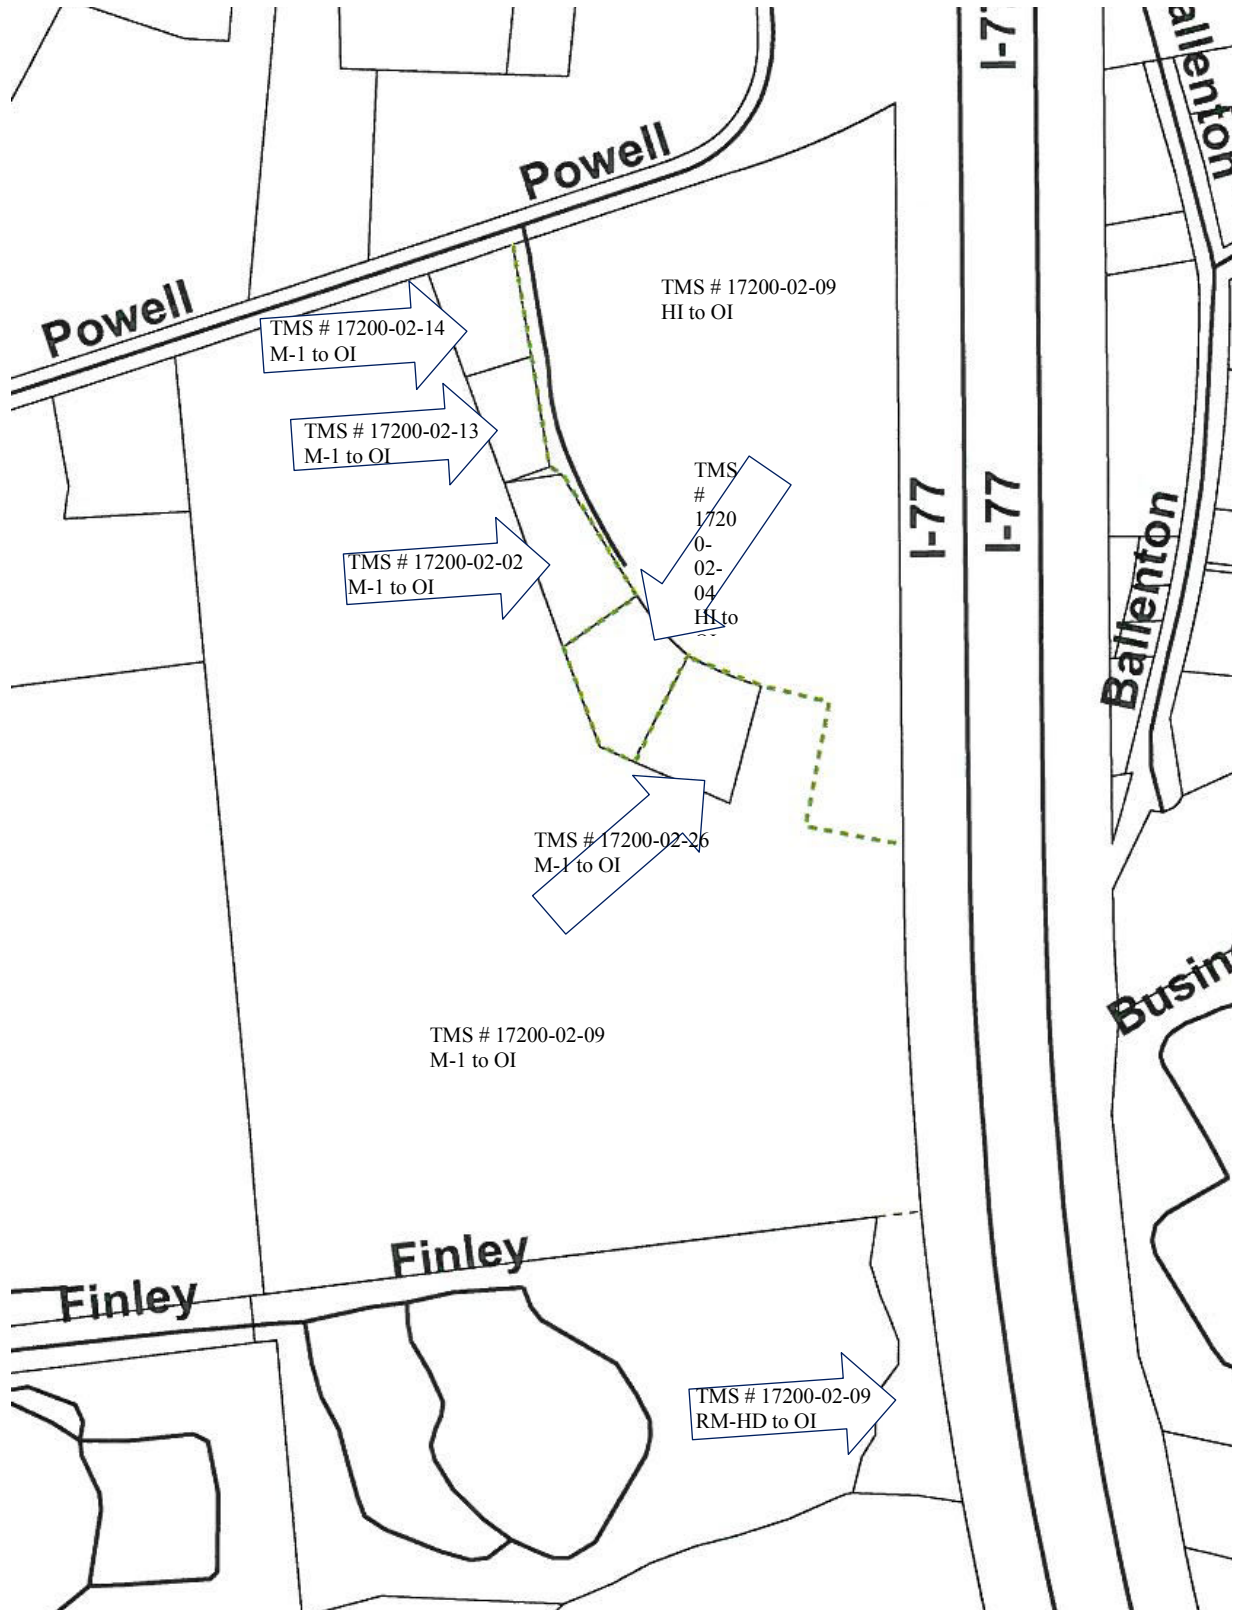 I-77
allenton
Powell
TMS # 17200-02-09
HI to OI
Powell
TMS # 17200-02-14
M-1 to OI
TMS # 17200-02-13
M-1 to OI
TMS
#
1720
0-
02-
04
HI to
I-77
I-77
Ballenton
TMS # 17200-02-02
M-1 to OI
TMS # 17200-02-26
M-1 to OI
Busin
TMS # 17200-02-09
M-1 to OI
Finley
Finley
TMS # 17200-02-09
RM-HD to OI